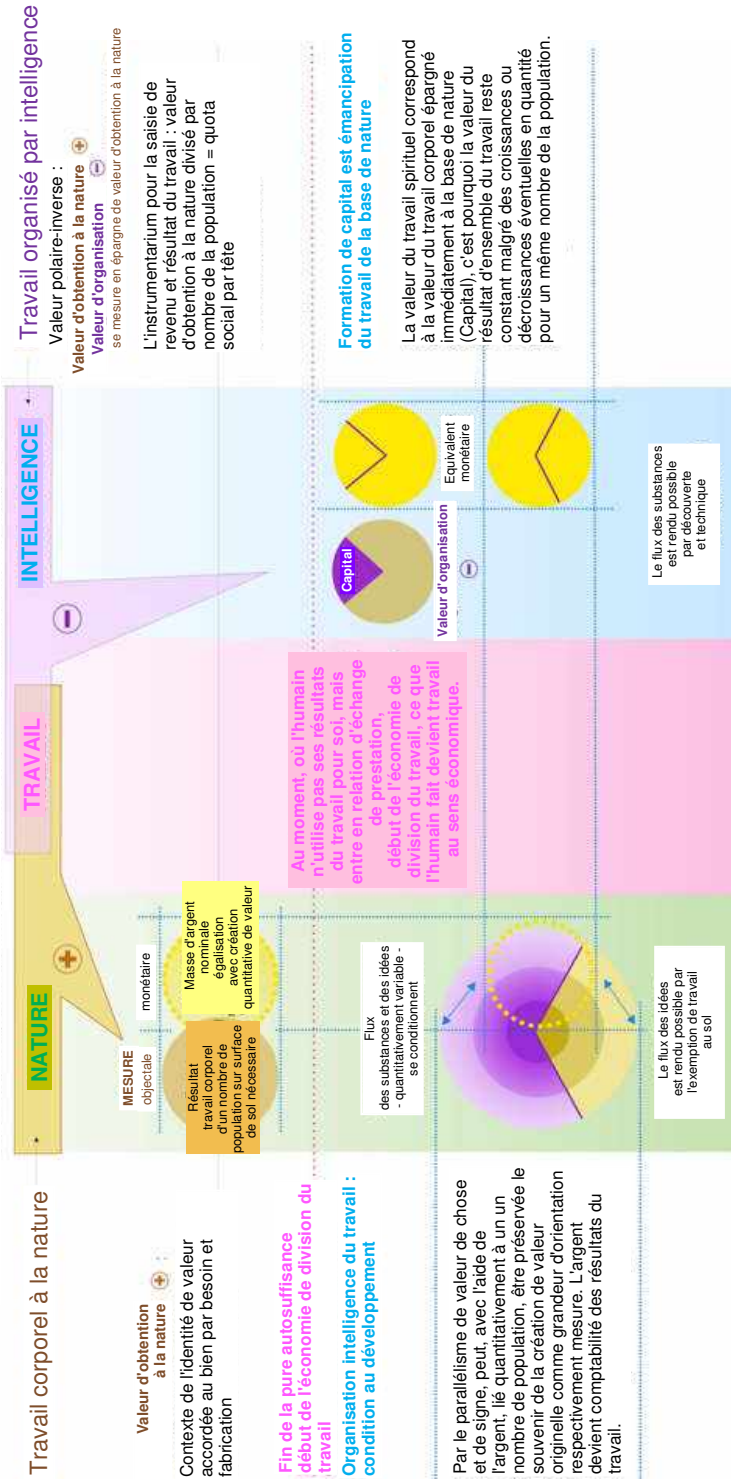 Travail corporel à la nature
Valeur d'obtention
à la nature +
Contexte de l'identité de valeur
accordée au bien par besoin et
fabrication
Fin de la pure autosuffisance
début de l'économie de division du
travail
Organisation intelligence du travail :
condition au développement
Par le parallélisme de valeur de chose
et de signe, peut, avec l'aide de
l'argent, lié quantitativement à un un
nombre de population, être préservée le
souvenir de la création de valeur
originelle comme grandeur d'orientation
respectivement mesure. L'argent
devient comptabilité des résultats du
travail.
NATURE
+
MESURE
objectale
monétaire
Résultat
travail corporel
d'un nombre de
population sur surface
de sol nécessaire
Masse d'argent
nominale
égalisation
avec création
quantitative de valeur
Flux
des substances et des idées
- quantitativement variable -
se conditionnent
Le flux des idées
est rendu possible par
l'exemption de travail
au sol
TRAVAIL
Au moment, où l'humain
n'utilise pas ses résultats
du travail pour soi, mais
entre en relation d'échange
de prestation,
début de l'économie de
division du travail, ce que
l'humain fait devient travail
au sens économique.
INTELLIGENCE
−
Capital
Valeur d'organisation
−
Equivalent
monétaire
Le flux des substances
est rendu possible
par découverte
et technique
Travail organisé par intelligence
Valeur polaire-inverse :
Valeur d'obtention à la nature +
Valeur d'organisation −
se mesure en épargne de valeur d'obtention à la nature
L'instrumentarium pour la saisie de
revenu et résultat du travail : valeur
d'obtention à la nature divisé par
nombre de la population = quota
social par tête
Formation de capital est émancipation
du travail de la base de nature
La valeur du travail spirituel correspond
à la valeur du travail corporel épargné
immédiatement à la base de nature
(Capital), c'est pourquoi la valeur du
résultat d'ensemble du travail reste
constant malgré des croissances ou
décroissances éventuelles en quantité
pour un même nombre de la population.